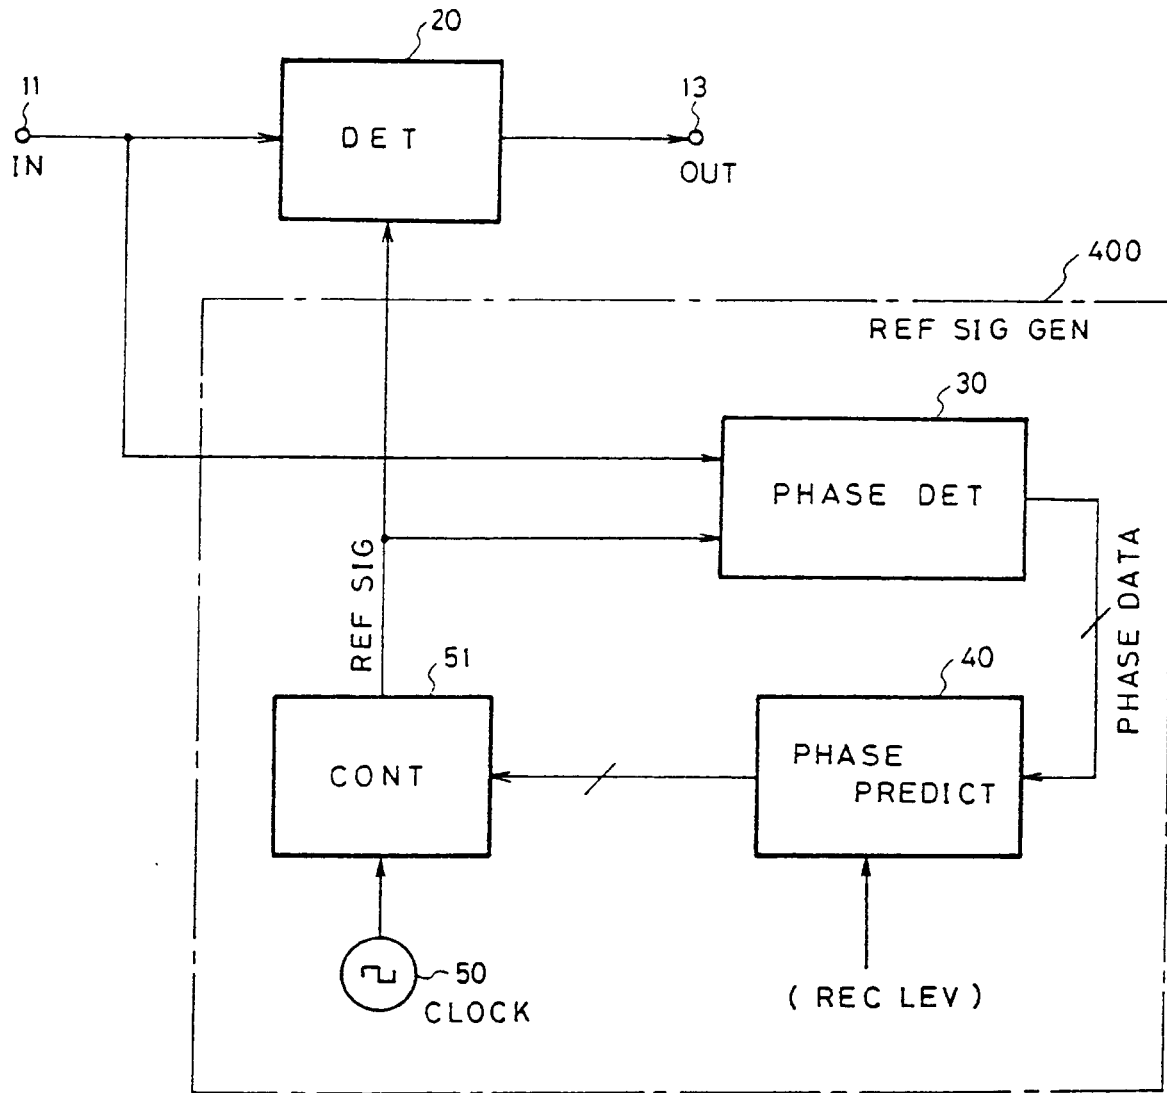 20
11
13
DET
IN
OUT
400
REF SIG GEN
30
PHASE DET
REF SIG
PHASE DATA
51
40
CONT
PHASE
PREDICT
50
CLOCK
(REC LEV)